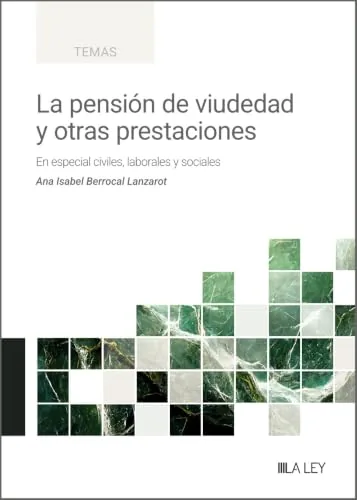 TEMAS
La pensión de viudedad
y otras prestaciones
En especial civiles, laborales y sociales
Ana Isabel Berrocal Lanzarot
LA LEY